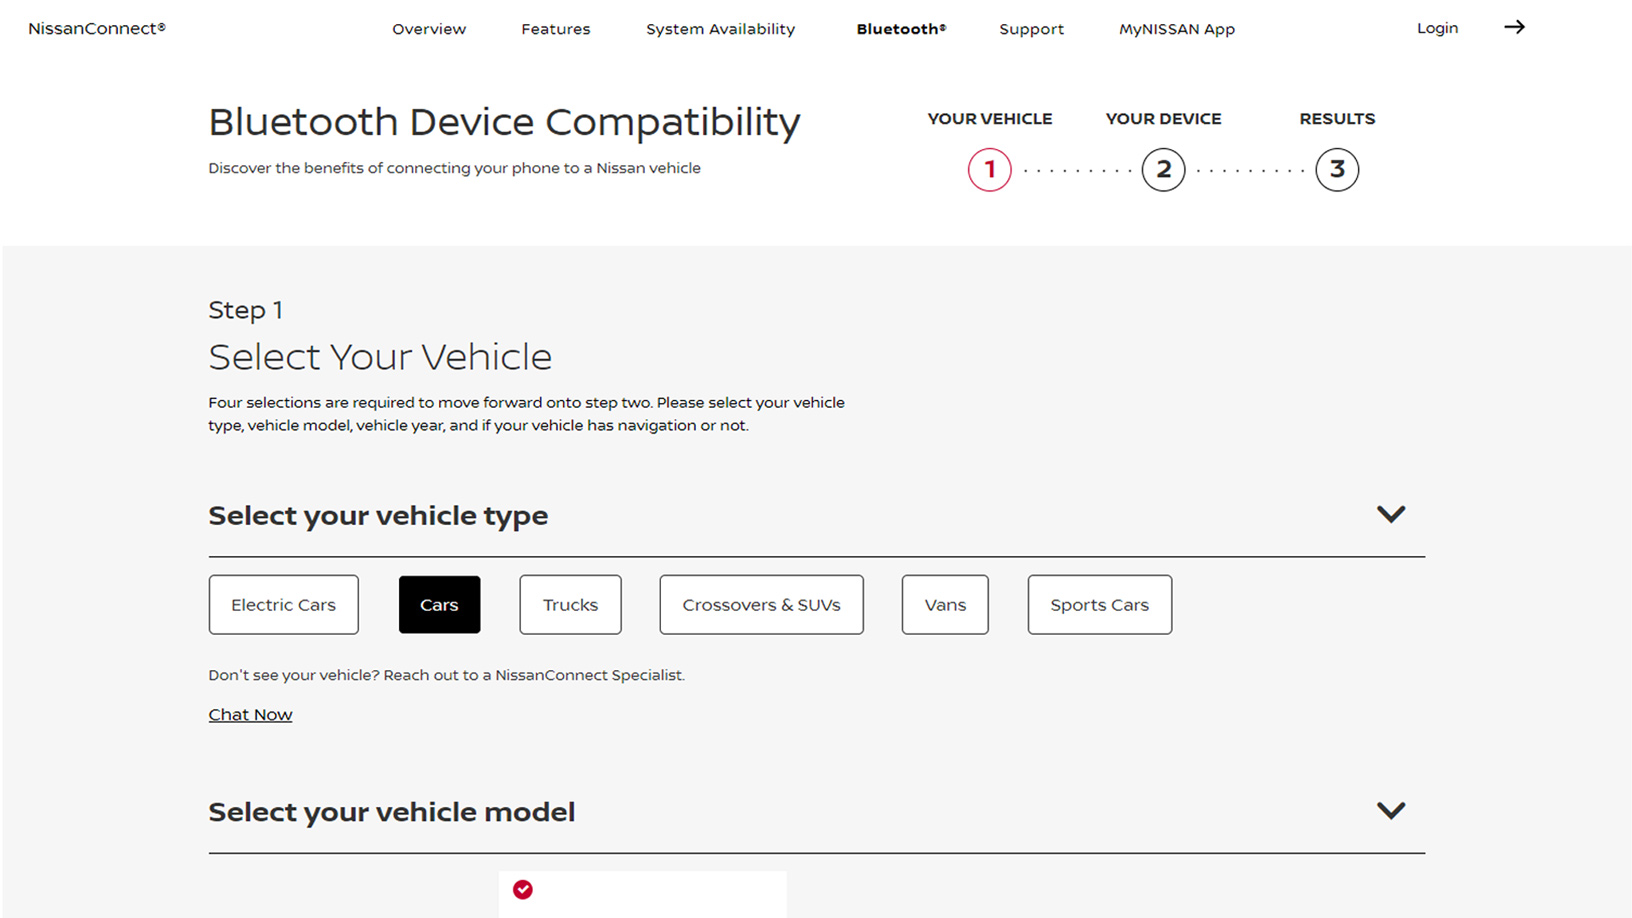 NissanConnect® Overview Features System Availability Bluetooth® Support MyNISSAN App Login
Bluetooth Device Compatibility
Discover the benefits of connecting your phone to a Nissan vehicle
YOUR VEHICLE YOUR DEVICE RESULTS
1 2 3
Step 1
Select Your Vehicle
Four selections are required to move forward onto step two. Please select your vehicle
type, vehicle model, vehicle year, and if your vehicle has navigation or not.
Select your vehicle type
Electric Cars Cars Trucks Crossovers & SUVs Vans Sports Cars
Don't see your vehicle? Reach out to a NissanConnect Specialist.
Chat Now
Select your vehicle model